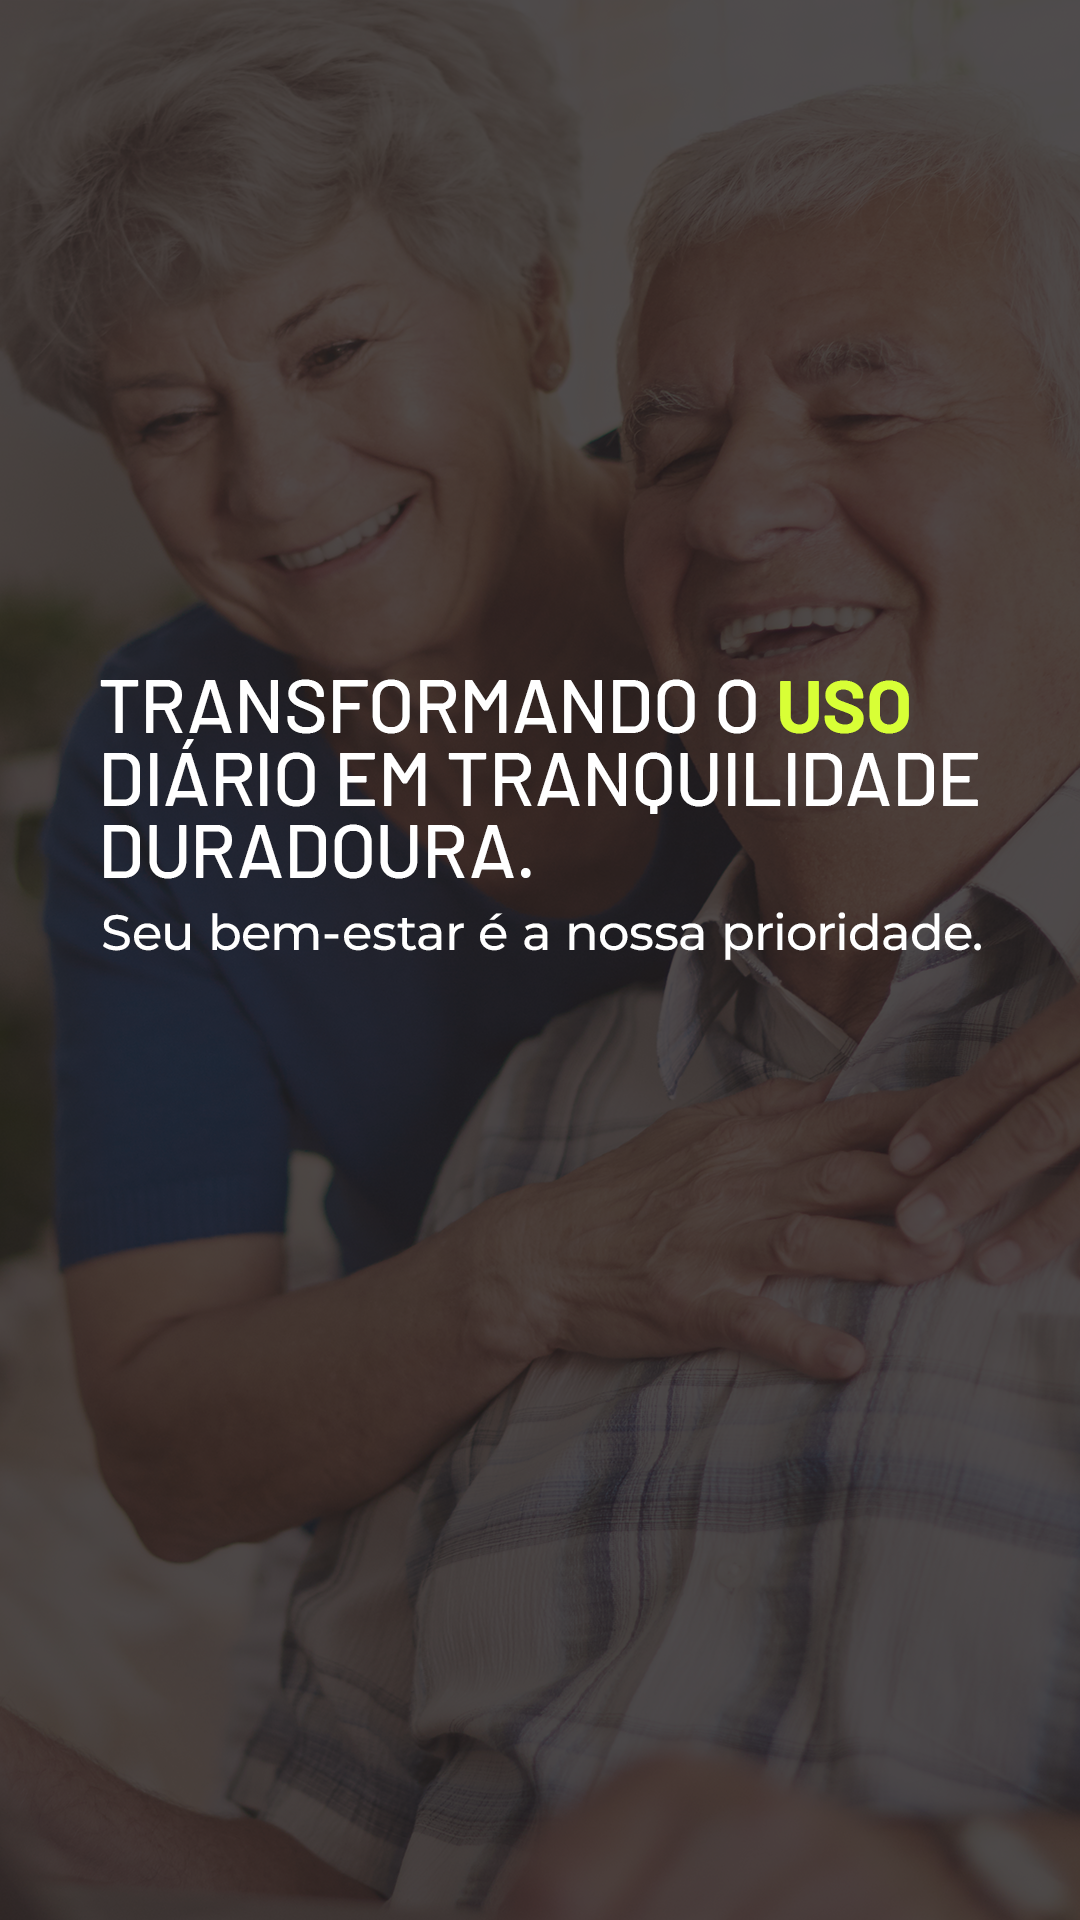 TRANSFORMANDO O USO
DIÁRIO EM TRANQUILIDADE
DURADOURA.
Seu bem-estar é a nossa prioridade.